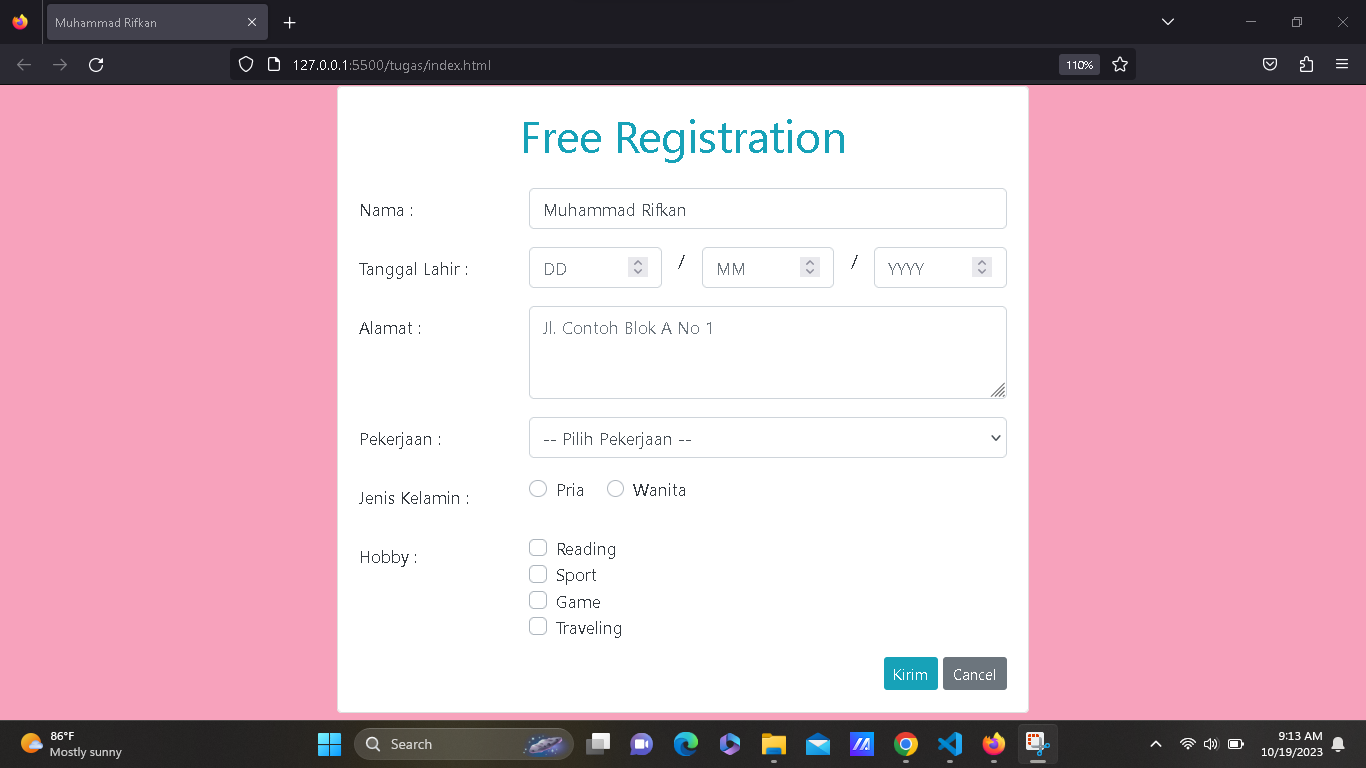 Muhammad Rifkan
127.0.0.1:5500/tugas/index.html 110%
Free Registration
Nama : Muhammad Rifkan
Tanggal Lahir : DD / MM / YYYY
Alamat : Jl. Contoh Blok A No 1
Pekerjaan : -- Pilih Pekerjaan --
Jenis Kelamin : Pria Wanita
Hobby : Reading
Sport
Game
Traveling
Kirim Cancel
86°F
Mostly sunny
Search
9:13 AM
10/19/2023